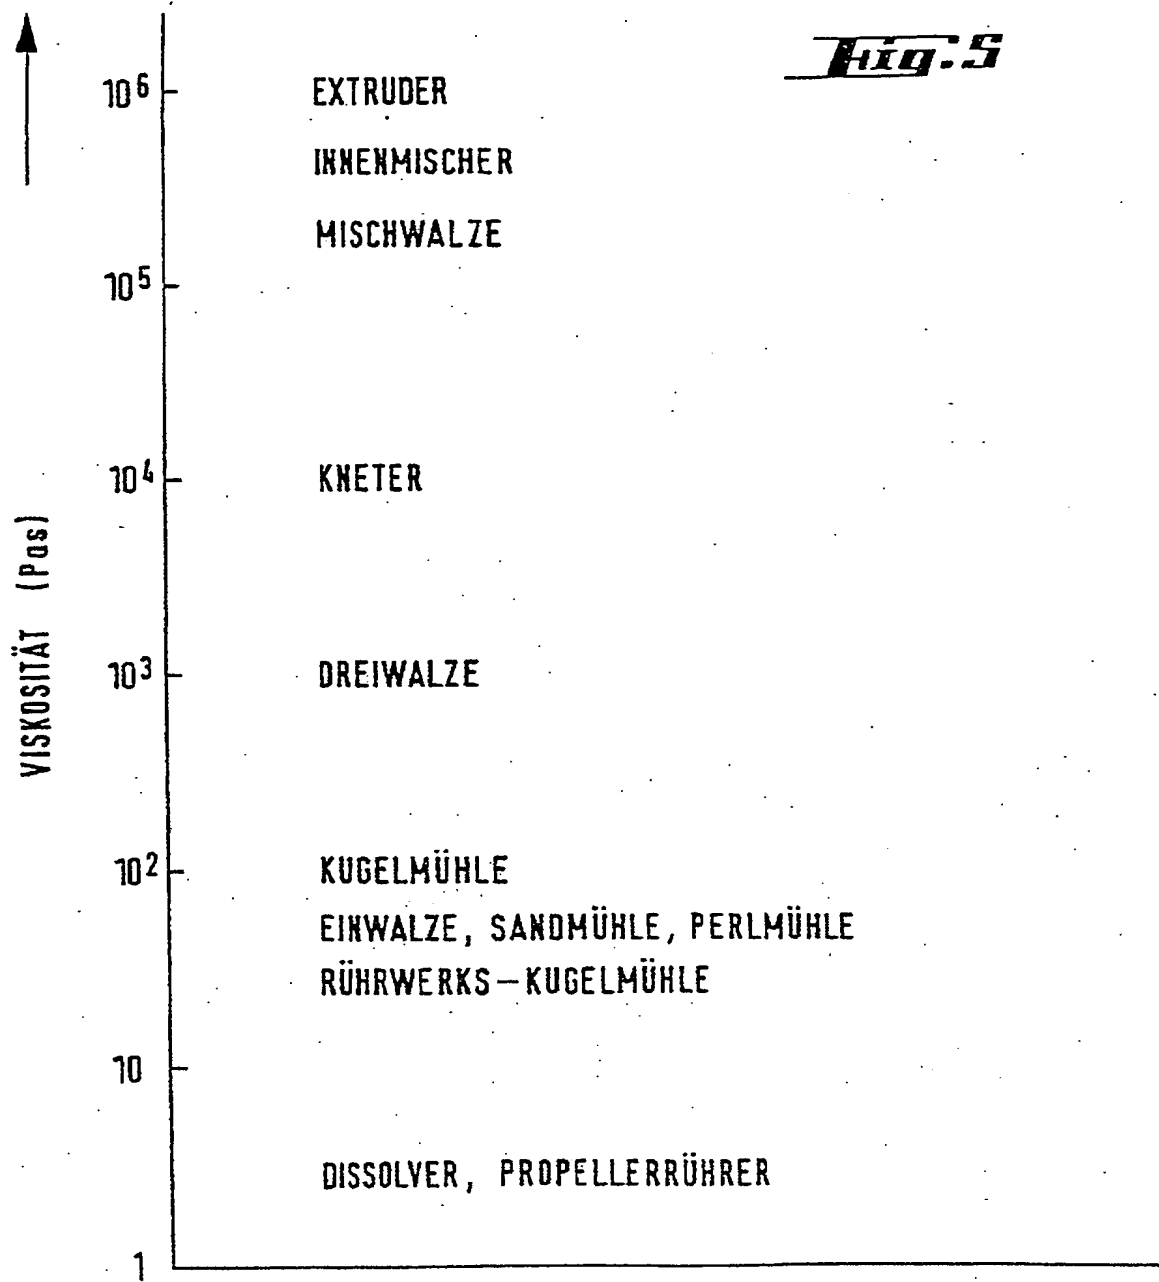 Fig. 5
10⁶ EXTRUDER
INNENMISCHER
MISCHWALZE
10⁵
10⁴ KNETER
VISKOSITÄT (Pas)
10³ DREIWALZE
10² KUGELMÜHLE
EINWALZE, SANDMÜHLE, PERLMÜHLE
RÜHRWERKS–KUGELMÜHLE
10
DISSOLVER, PROPELLERRÜHRER
1